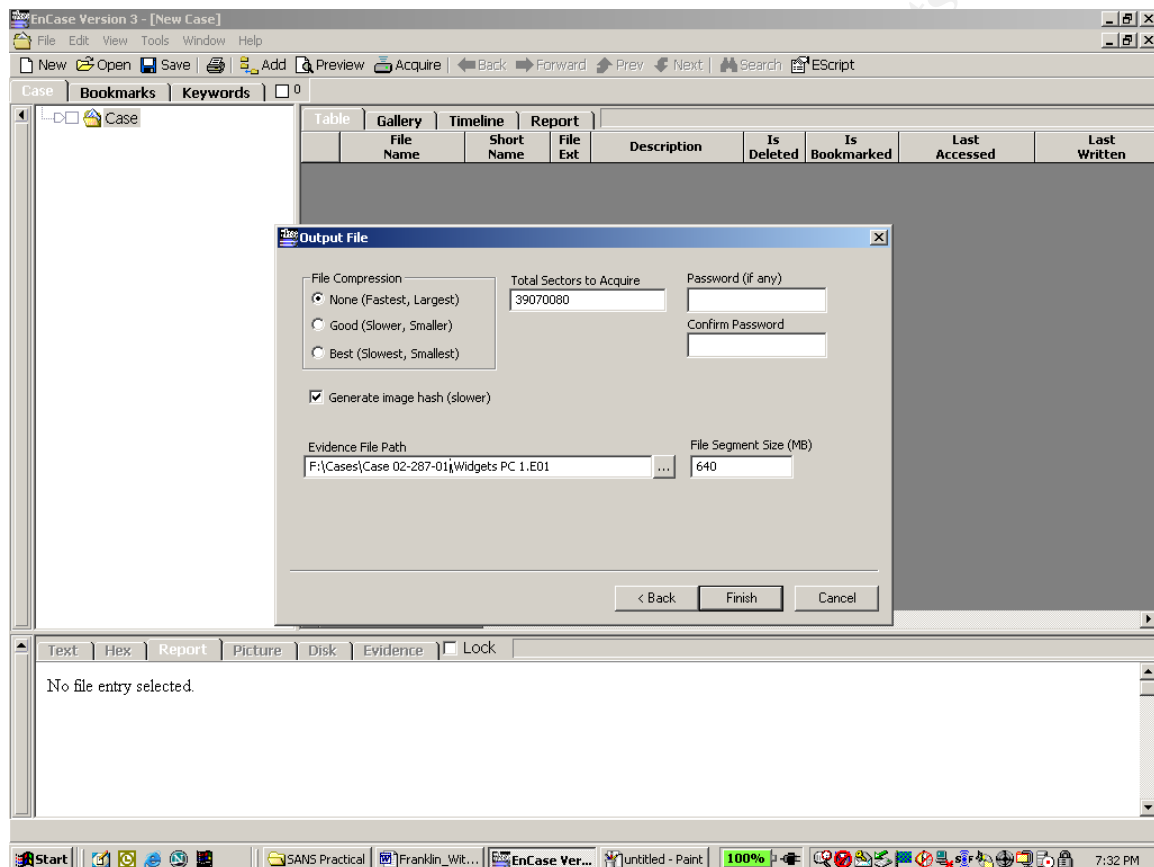 EnCase Version 3 - [New Case]
File Edit View Tools Window Help
New Open Save Add Preview Acquire Back Forward Prev Next Search EScript
Case Bookmarks Keywords 0
Case
Table Gallery Timeline Report
File Name Short Name File Ext Description Is Deleted Is Bookmarked Last Accessed Last Written
Output File
File Compression
None (Fastest, Largest)
Good (Slower, Smaller)
Best (Slowest, Smallest)
Total Sectors to Acquire
39070080
Password (if any)
Confirm Password
Generate image hash (slower)
Evidence File Path
F:\Cases\Case 02-287-01\Widgets PC 1.E01
...
File Segment Size (MB)
640
< Back Finish Cancel
Text Hex Report Picture Disk Evidence Lock
No file entry selected.
Start SANS Practical Franklin_Wit... EnCase Ver... untitled - Paint 100% 7:32 PM